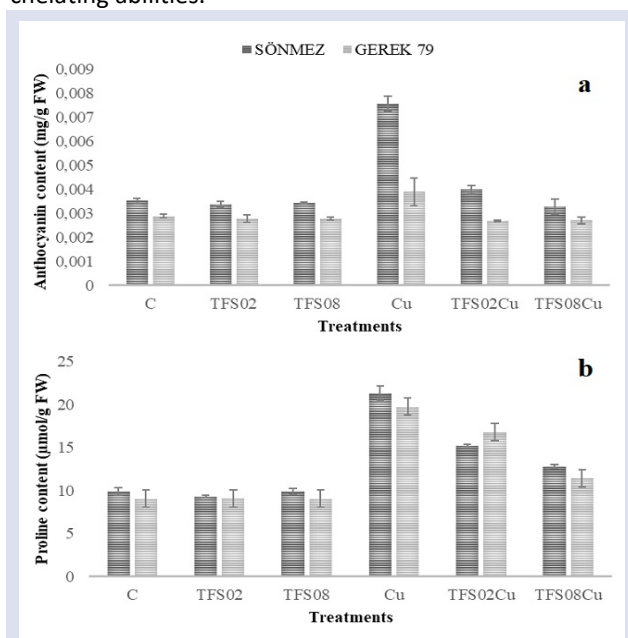 chelating abilities.
SÖNMEZ GEREK 79
a
Anthocyanin content (mg/g FW)
0,009
0,008
0,007
0,006
0,005
0,004
0,003
0,002
0,001
0
C TFS02 TFS08 Cu TFS02Cu TFS08Cu
Treatments
b
Proline content (µmol/g FW)
25
20
15
10
5
0
C TFS02 TFS08 Cu TFS02Cu TFS08Cu
Treatments